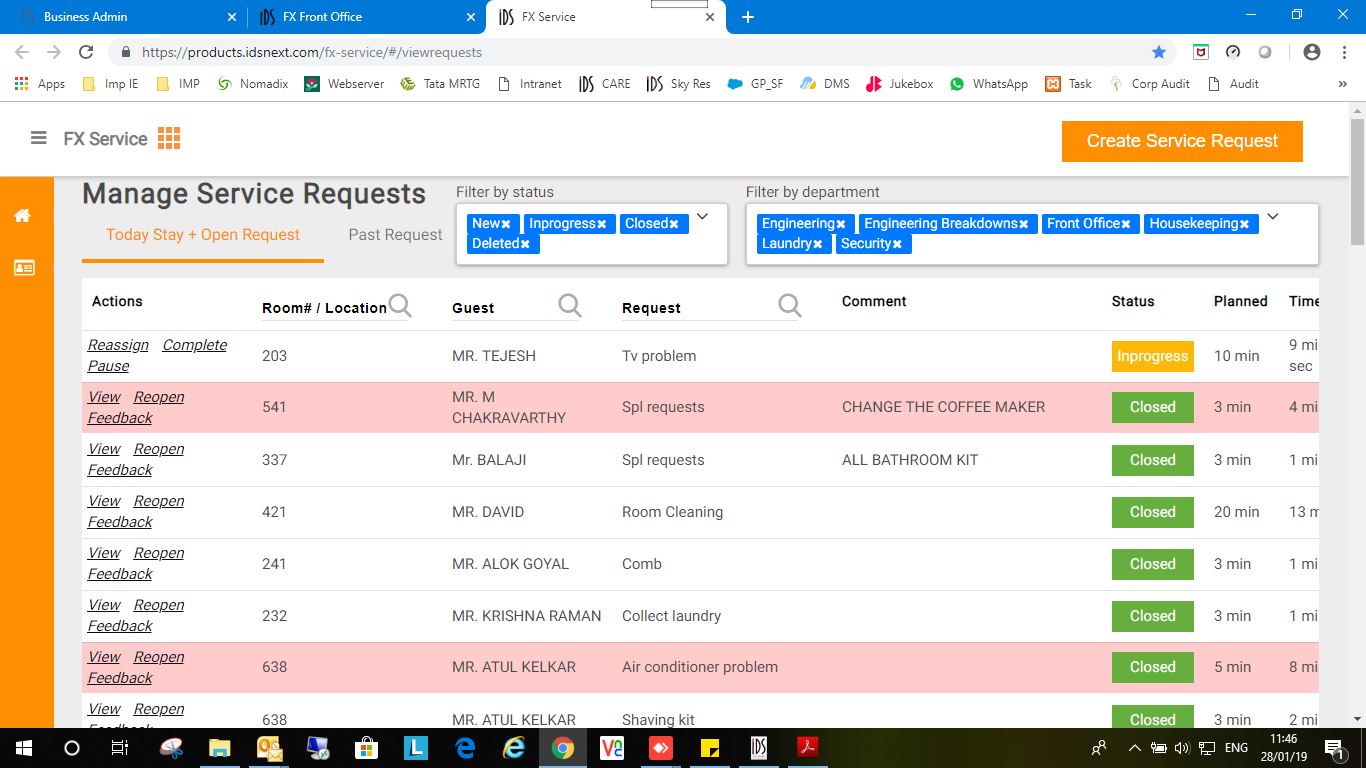 Business Admin
IDS FX Front Office
IDS FX Service
https://products.idsnext.com/fx-service/#/viewrequests
Apps Imp IE IMP Nomadix Webserver Tata MRTG Intranet IDS CARE IDS Sky Res GP_SF DMS Jukebox WhatsApp Task Corp Audit Audit »
FX Service
Create Service Request
Manage Service Requests
Today Stay + Open Request Past Request
Filter by status
New Inprogress Closed
Deleted
Filter by department
Engineering Engineering Breakdowns Front Office Housekeeping
Laundry Security
Actions Room# / Location Guest Request Comment Status Planned Time
Reassign Complete
Pause
203 MR. TEJESH Tv problem Inprogress 10 min
9 mi
sec
View Reopen
Feedback
541
MR. M
CHAKRAVARTHY
Spl requests CHANGE THE COFFEE MAKER Closed 3 min 4 mi
View Reopen
Feedback
337 Mr. BALAJI Spl requests ALL BATHROOM KIT Closed 3 min 1 mi
View Reopen
Feedback
421 MR. DAVID Room Cleaning Closed 20 min 13 m
View Reopen
Feedback
241 MR. ALOK GOYAL Comb Closed 3 min 1 mi
View Reopen
Feedback
232 MR. KRISHNA RAMAN Collect laundry Closed 3 min 1 mi
View Reopen
Feedback
638 MR. ATUL KELKAR Air conditioner problem Closed 5 min 8 mi
View Reopen
Feedback
638 MR. ATUL KELKAR Shaving kit Closed 3 min 2 mi
L
IDS
ENG
11:46
28/01/19
1